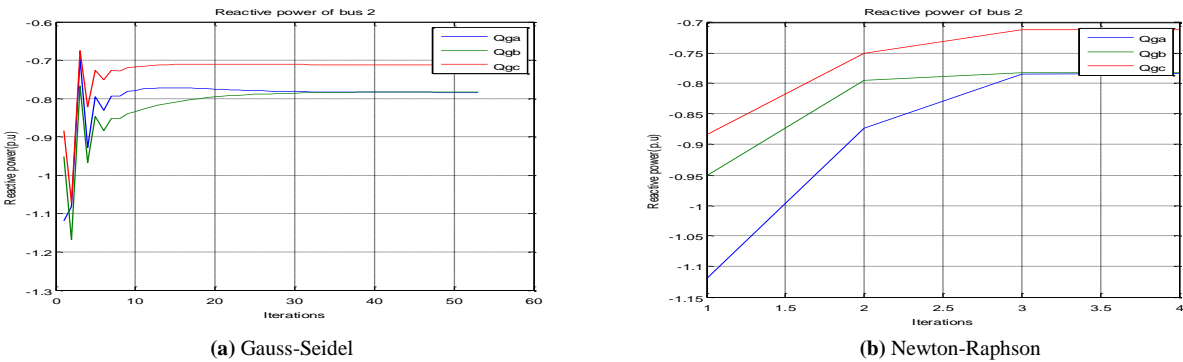 Reactive power of bus 2
Reactive power(p.u)
-0.6
-0.7
-0.8
-0.9
-1
-1.1
-1.2
-1.3
0
10
20
30
40
50
60
Iterations
Qga
Qgb
Qgc
(a) Gauss-Seidel
Reactive power of bus 2
Reactive power(p.u)
-0.7
-0.75
-0.8
-0.85
-0.9
-0.95
-1
-1.05
-1.1
-1.15
1
1.5
2
2.5
3
3.5
4
Iterations
Qga
Qgb
Qgc
(b) Newton-Raphson